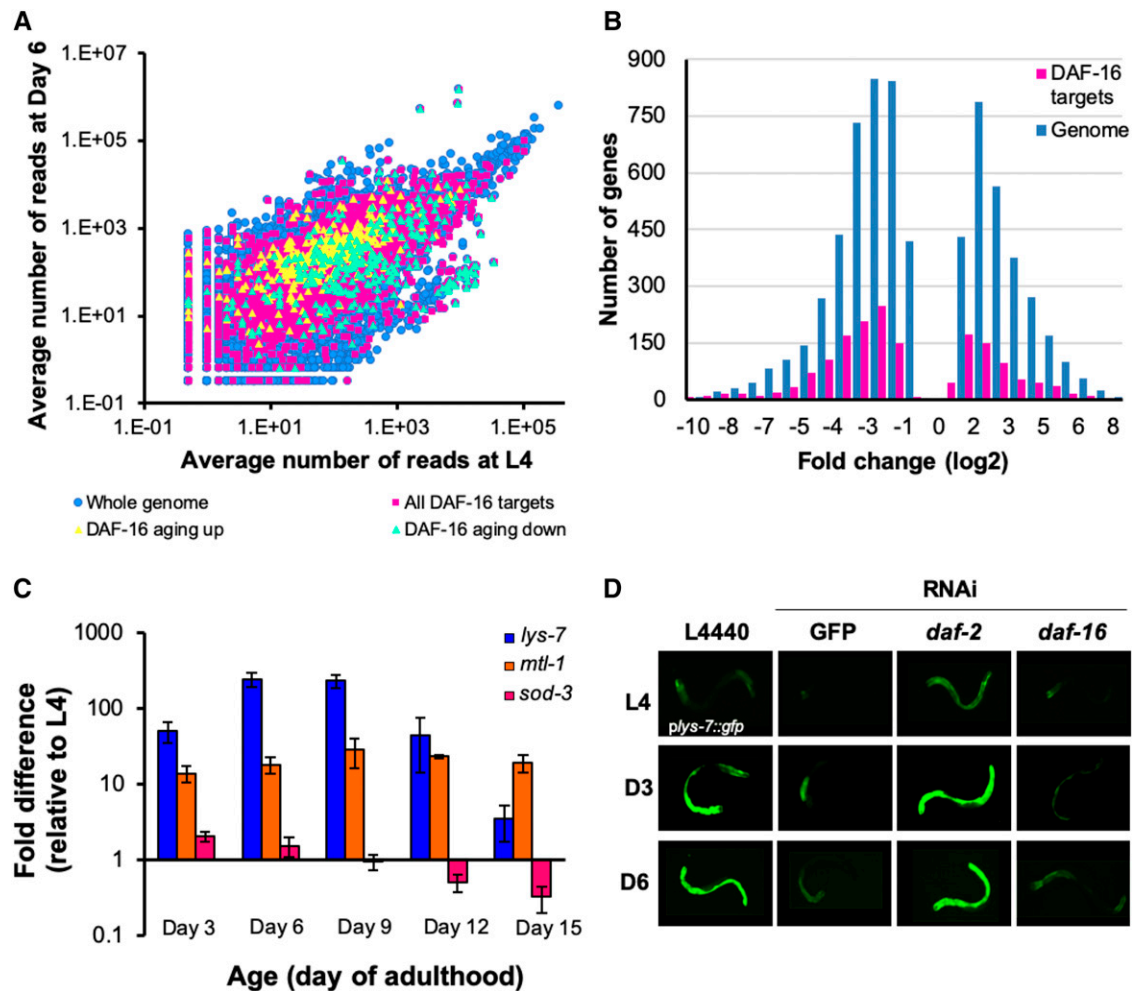 A
Average number of reads at Day 6
1.E+07
1.E+05
1.E+03
1.E+01
1.E-01
1.E-01
1.E+01
1.E+03
1.E+05
Average number of reads at L4
Whole genome
All DAF-16 targets
DAF-16 aging up
DAF-16 aging down
B
Number of genes
900
750
600
450
300
150
0
DAF-16
targets
Genome
-10 -8 -7 -5 -4 -3 -1 0 2 3 5 6 8
Fold change (log2)
C
Fold difference
(relative to L4)
1000
100
10
1
0.1
lys-7
mtl-1
sod-3
Day 3
Day 6
Day 9
Day 12
Day 15
Age (day of adulthood)
D
RNAi
L4440
GFP
daf-2
daf-16
L4
plys-7::gfp
D3
D6